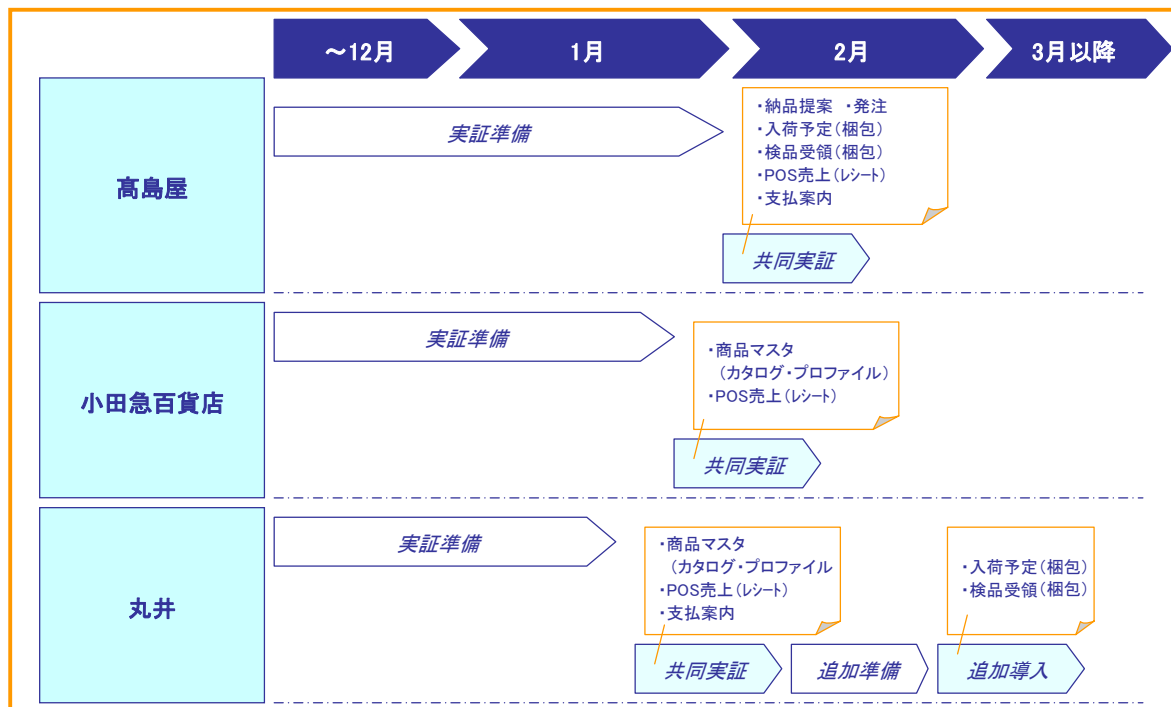 ～12月
1月
2月
3月以降
髙島屋
実証準備
・納品提案 ・発注
・入荷予定(梱包)
・検品受領(梱包)
・POS売上(レシート)
・支払案内
共同実証
小田急百貨店
実証準備
・商品マスタ
(カタログ・プロファイル)
・POS売上(レシート)
共同実証
丸井
実証準備
・商品マスタ
(カタログ・プロファイル
・POS売上(レシート)
・支払案内
共同実証
追加準備
・入荷予定(梱包)
・検品受領(梱包)
追加導入